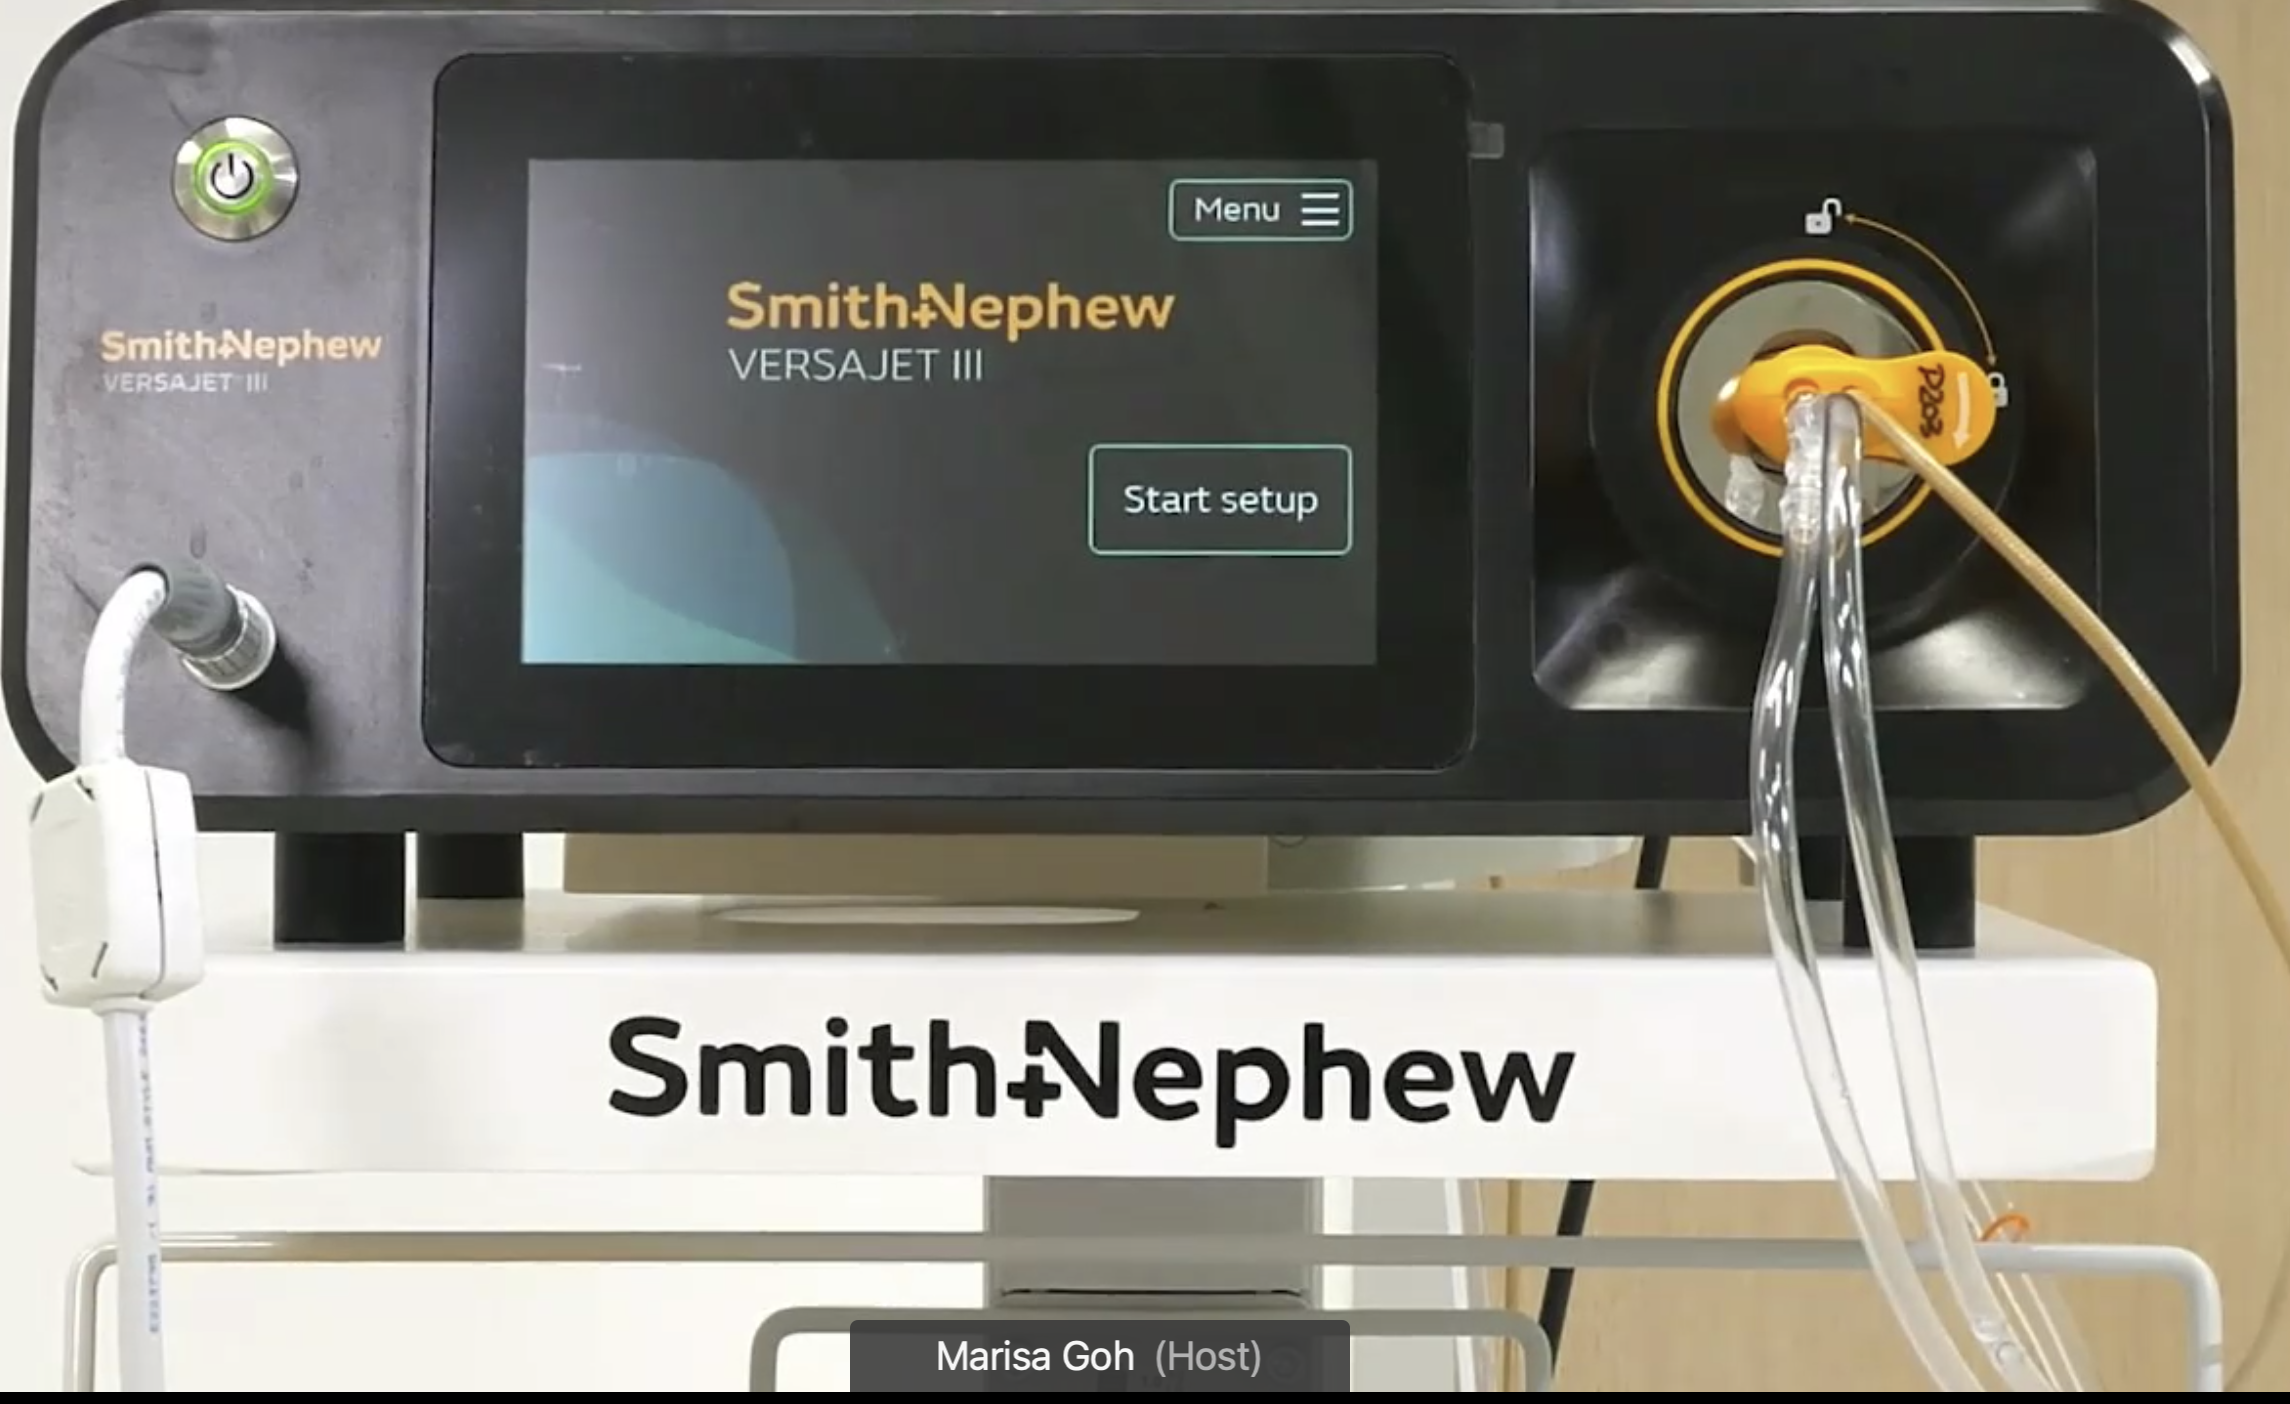 Menu
Smith+Nephew
VERSAJET III
Smith+Nephew
VERSAJET III
Start setup
Smith+Nephew
Marisa Goh (Host)